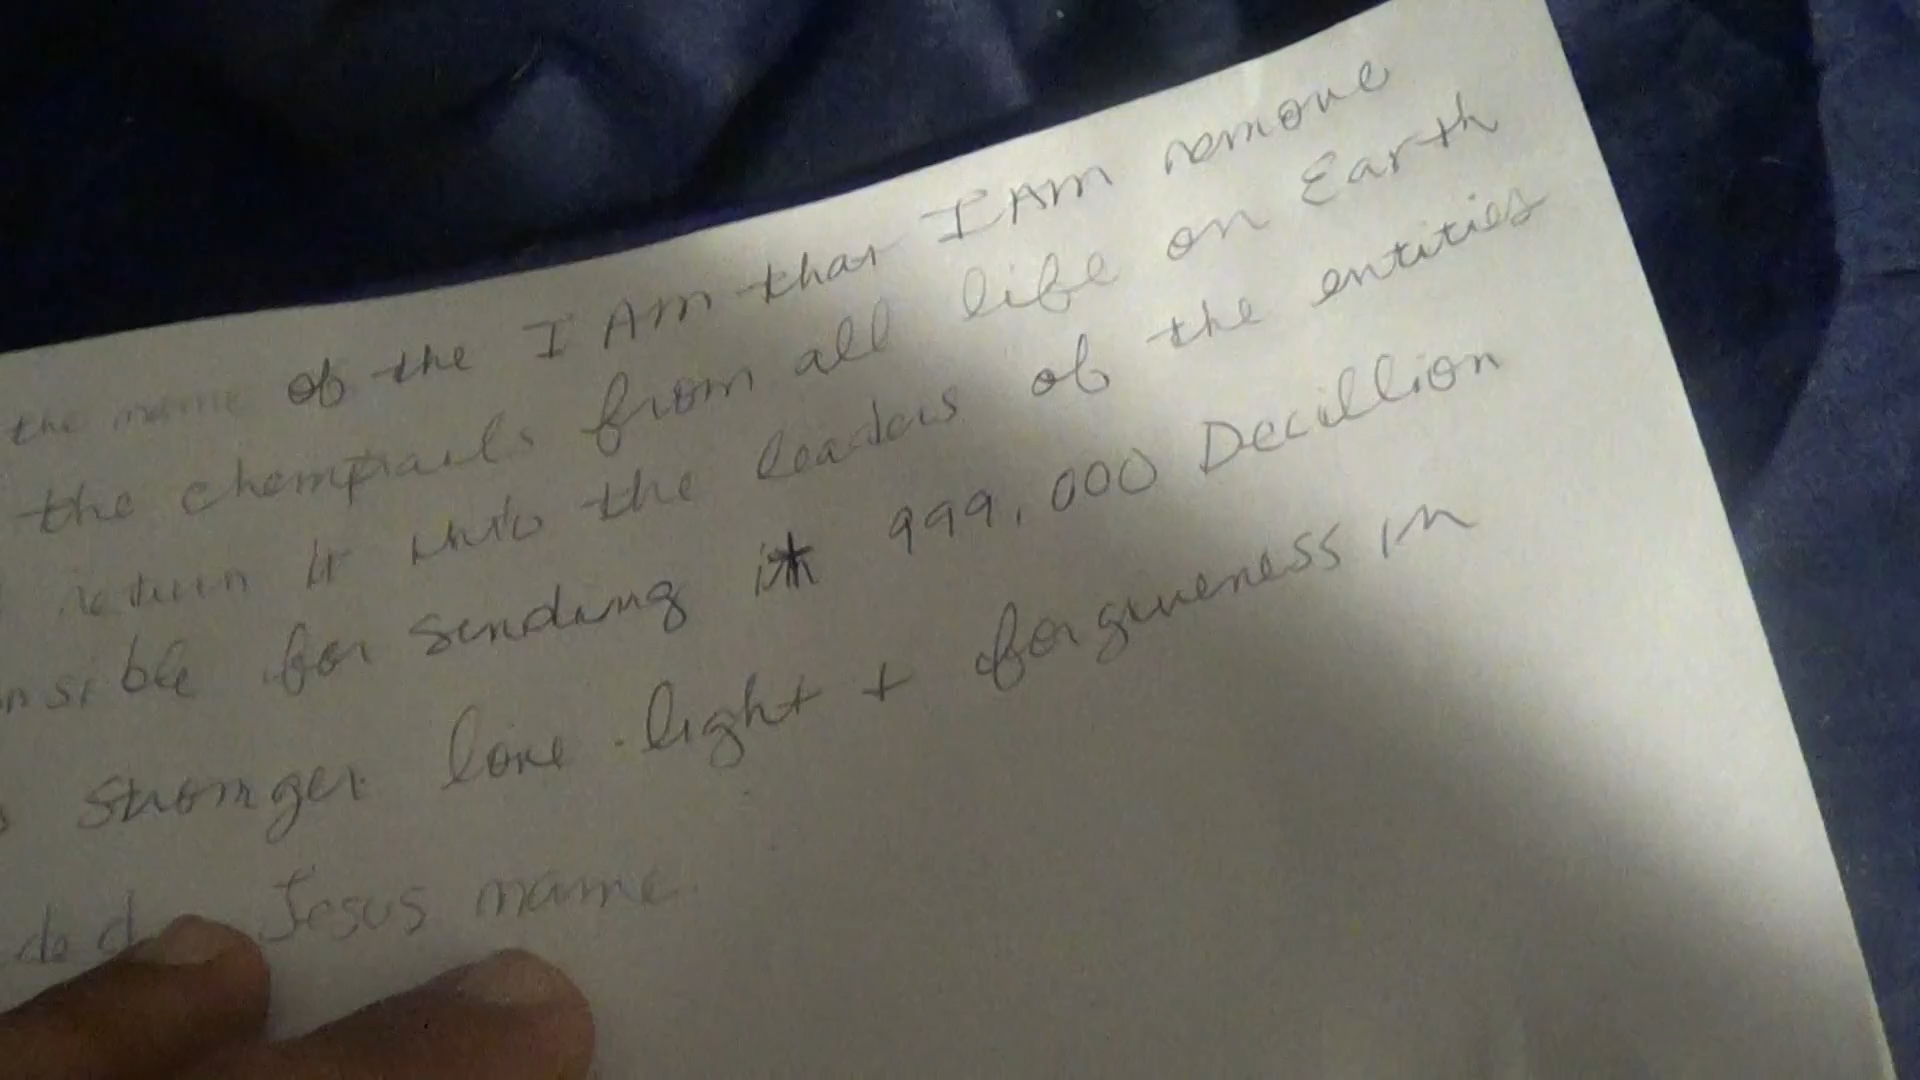 the name of the I Am that I AM remove
the chemtrails from all life on Earth
return it unto the leaders of the entities
nsible for sending it 999,000 Decillion
stronger love light + forgiveness in
ded Jesus name